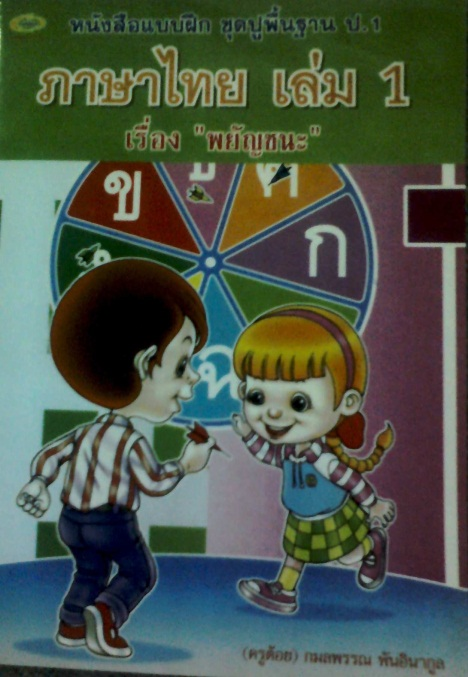 หนังสือแบบฝึก ชุดปูพื้นฐาน ป.1
ภาษาไทย เล่ม 1
เรื่อง "พยัญชนะ"
ข
ก
(ครูต้อย) กมลพรรณ พันธินากูล